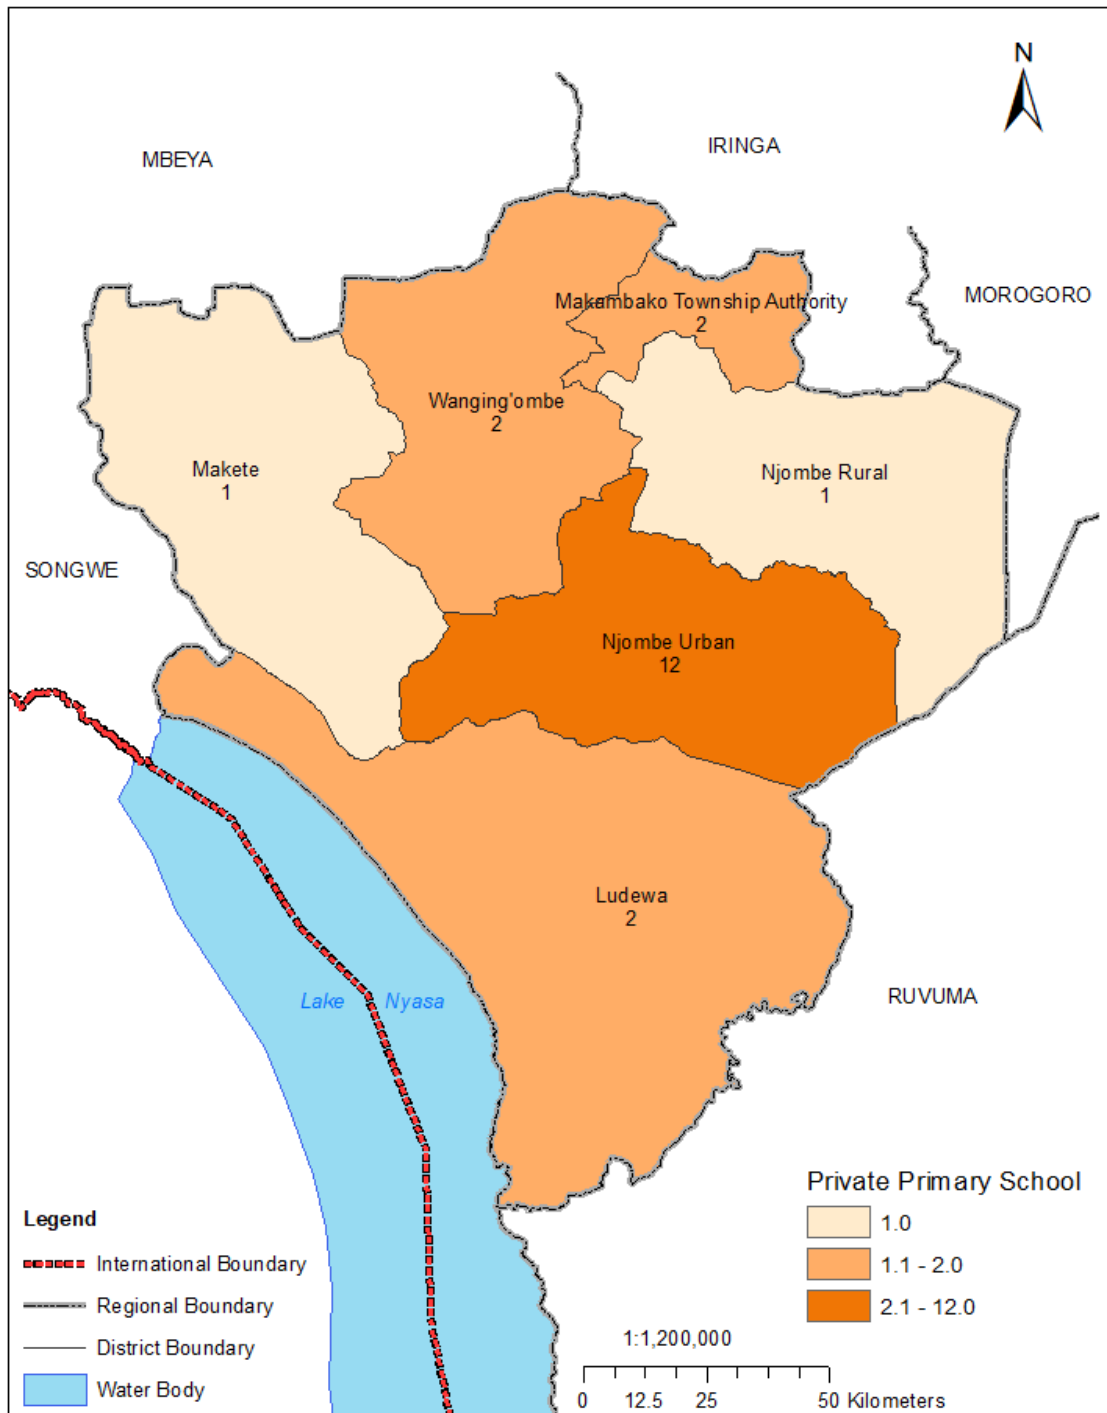 N
MBEYA
IRINGA
MOROGORO
Makambako Township Authority
2
Wanging'ombe
2
Makete
1
Njombe Rural
1
SONGWE
Njombe Urban
12
Ludewa
2
Lake Nyasa
RUVUMA
Private Primary School
1.0
1.1 - 2.0
2.1 - 12.0
Legend
International Boundary
Regional Boundary
District Boundary
Water Body
1:1,200,000
0 12.5 25 50 Kilometers